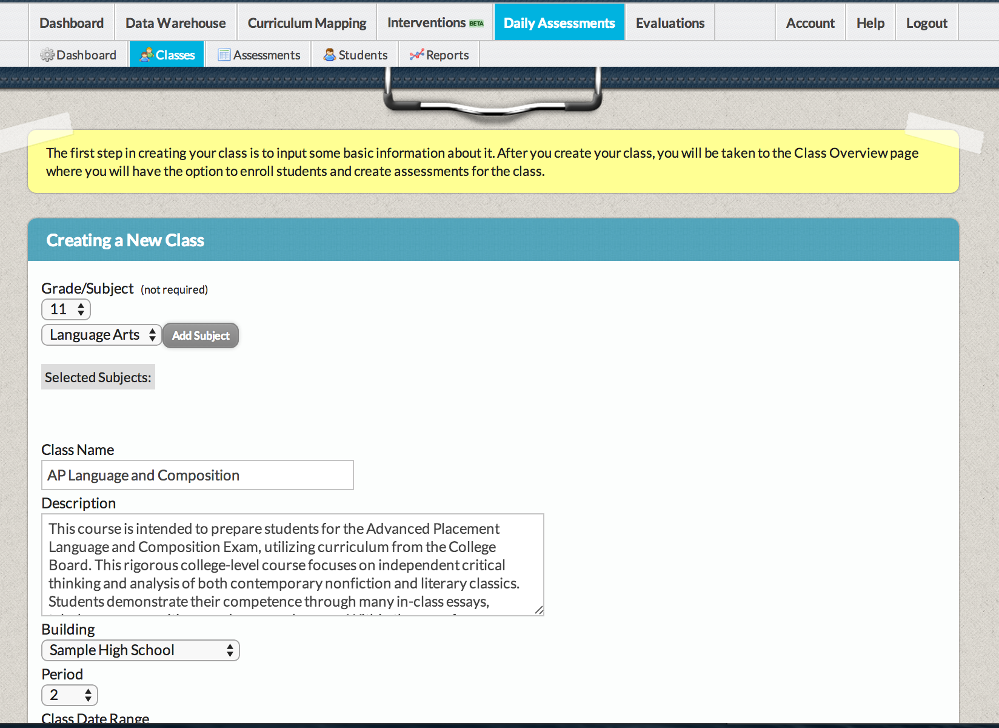 Dashboard Data Warehouse Curriculum Mapping Interventions BETA Daily Assessments Evaluations Account Help Logout
Dashboard Classes Assessments Students Reports
The first step in creating your class is to input some basic information about it. After you create your class, you will be taken to the Class Overview page
where you will have the option to enroll students and create assessments for the class.
Creating a New Class
Grade/Subject (not required)
11
Language Arts Add Subject
Selected Subjects:
Class Name
AP Language and Composition
Description
This course is intended to prepare students for the Advanced Placement
Language and Composition Exam, utilizing curriculum from the College
Board. This rigorous college-level course focuses on independent critical
thinking and analysis of both contemporary nonfiction and literary classics.
Students demonstrate their competence through many in-class essays,
Building
Sample High School
Period
2
Class Date Range